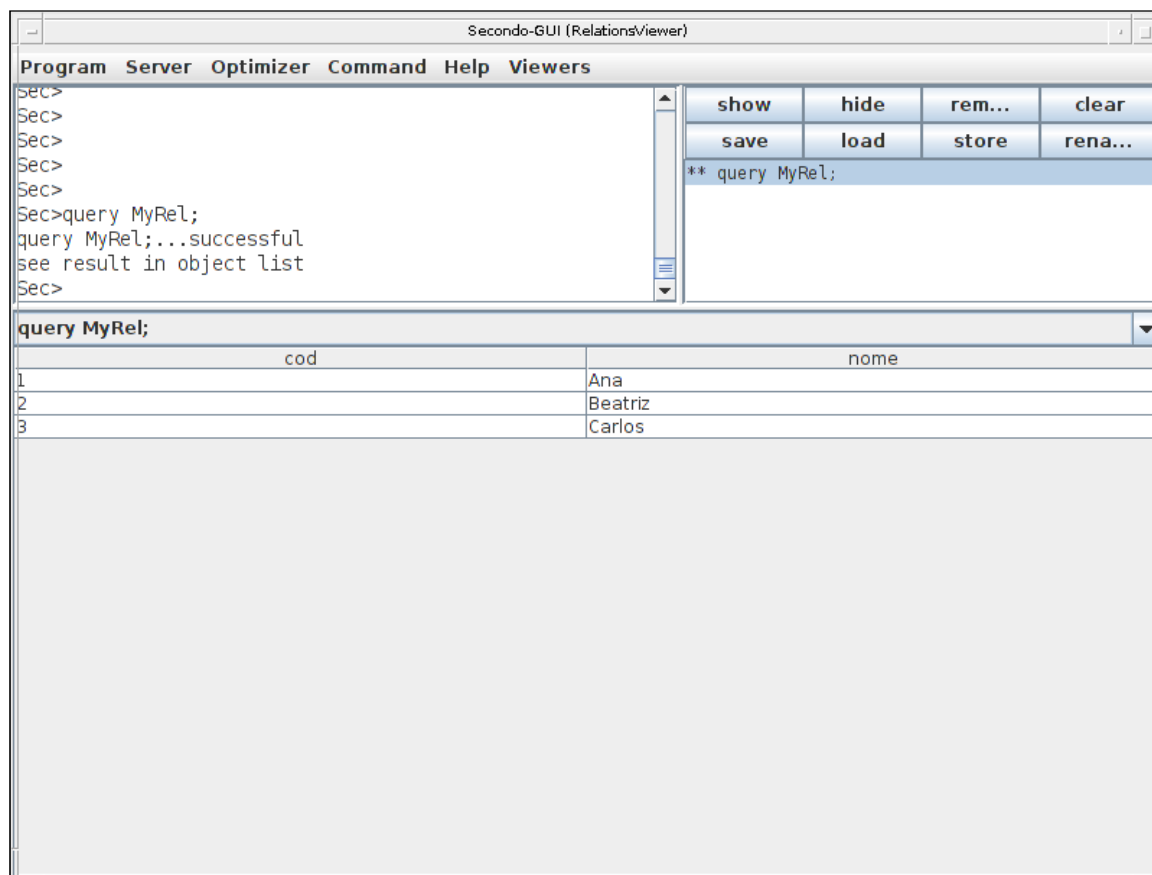 Secondo-GUI (RelationsViewer)
Program Server Optimizer Command Help Viewers
Sec>
Sec>
Sec>
Sec>
Sec>
Sec>query MyRel;
query MyRel;...successful
see result in object list
Sec>
show hide rem... clear
save load store rena...
** query MyRel;
query MyRel;
cod nome
1 Ana
2 Beatriz
3 Carlos